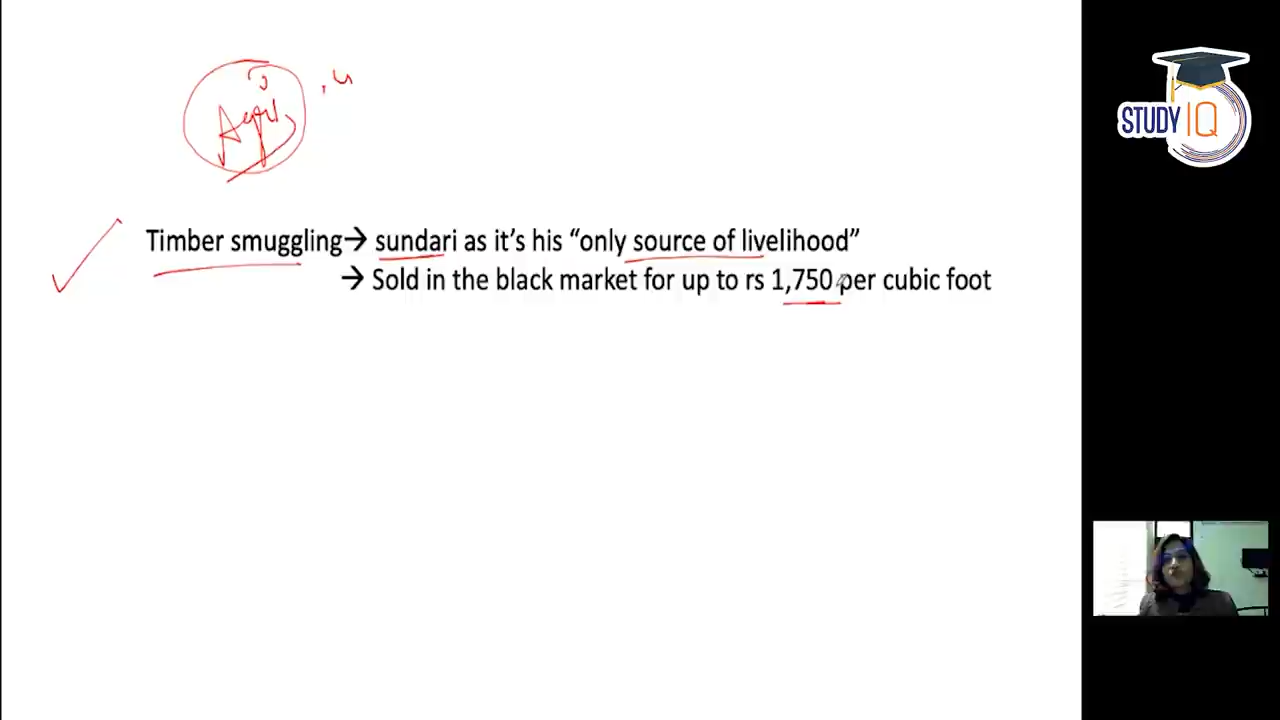 Timber smuggling→ sundari as it's his “only source of livelihood”
→ Sold in the black market for up to rs 1,750 per cubic foot
STUDY IQ